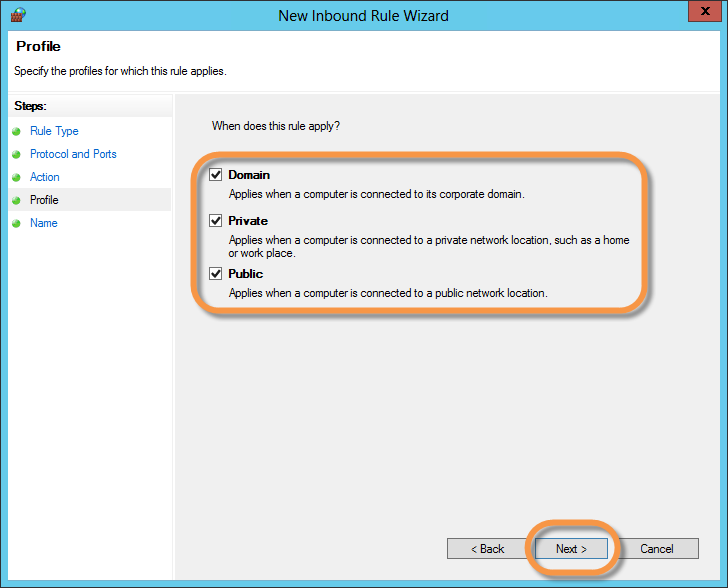 New Inbound Rule Wizard
x
Profile
Specify the profiles for which this rule applies.
Steps:
Rule Type
Protocol and Ports
Action
Profile
Name
When does this rule apply?
Domain
Applies when a computer is connected to its corporate domain.
Private
Applies when a computer is connected to a private network location, such as a home
or work place.
Public
Applies when a computer is connected to a public network location.
< Back
Next >
Cancel